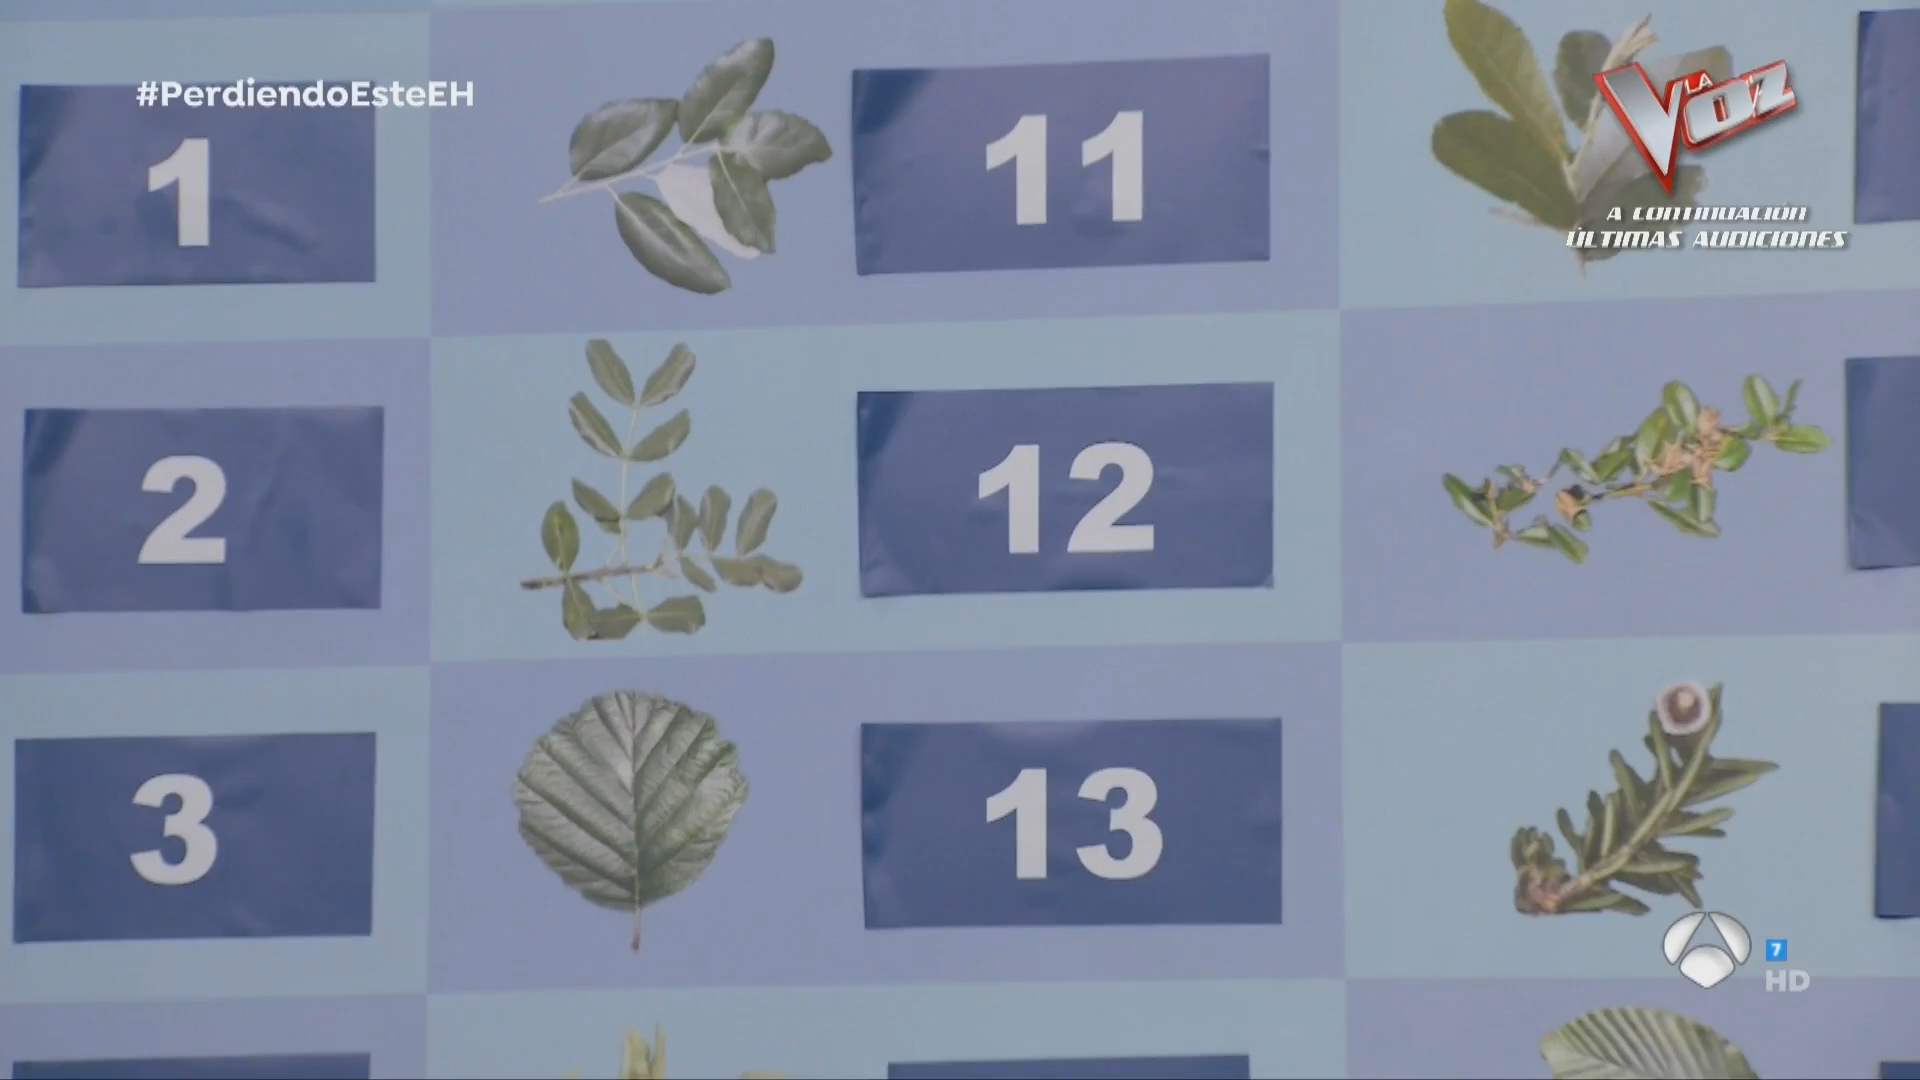 #PerdiendoEsteEH
LA VOZ
A CONTINUACIÓN
ÚLTIMAS AUDICIONES
1
11
2
12
3
13
7
HD